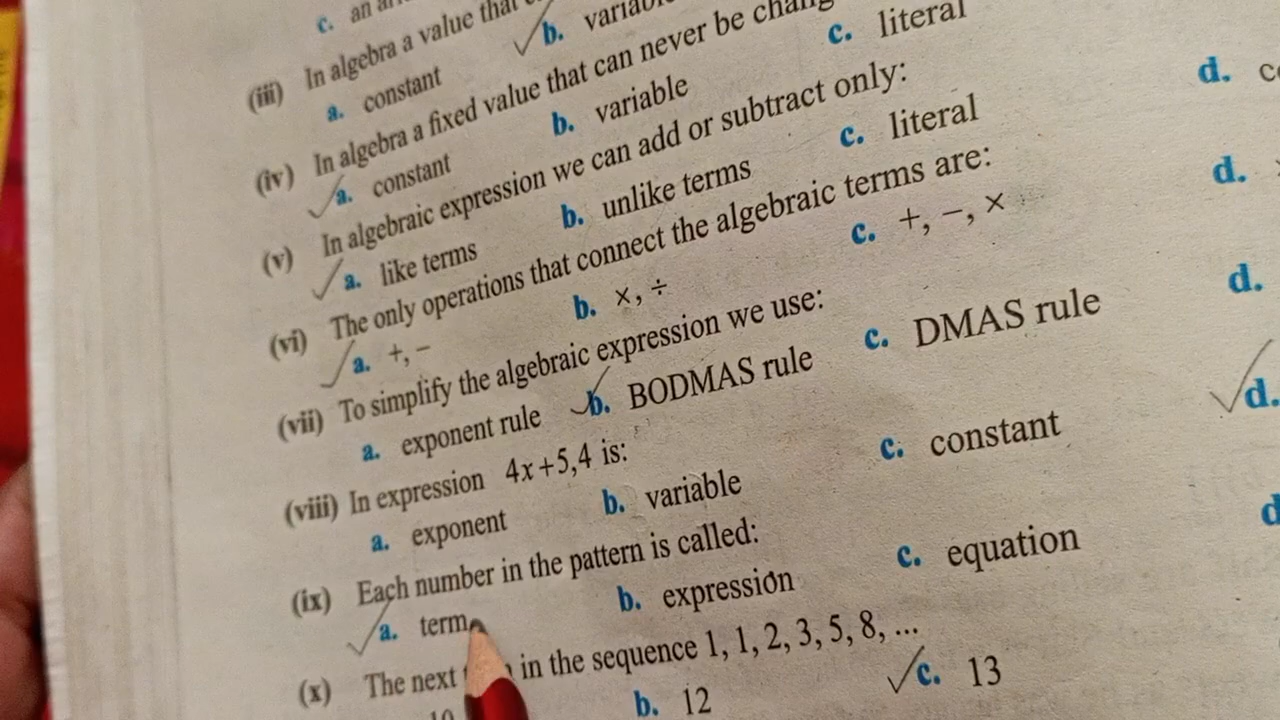 c. an
(iii) In algebra a value that
a. constant b. variable c. literal
(iv) In algebra a fixed value that can never be
a. constant b. variable c. literal d.
(v) In algebraic expression we can add or subtract only:
a. like terms b. unlike terms c. literal d.
(vi) The only operations that connect the algebraic terms are:
a. +, − b. ×, ÷ c. +, −, × d.
(vii) To simplify the algebraic expression we use:
a. exponent rule b. BODMAS rule c. DMAS rule d.
(viii) In expression 4x+5,4 is:
a. exponent b. variable c. constant d.
(ix) Each number in the pattern is called:
a. term b. expression c. equation d
(x) The next in the sequence 1, 1, 2, 3, 5, 8, ...
10 b. 12 c. 13